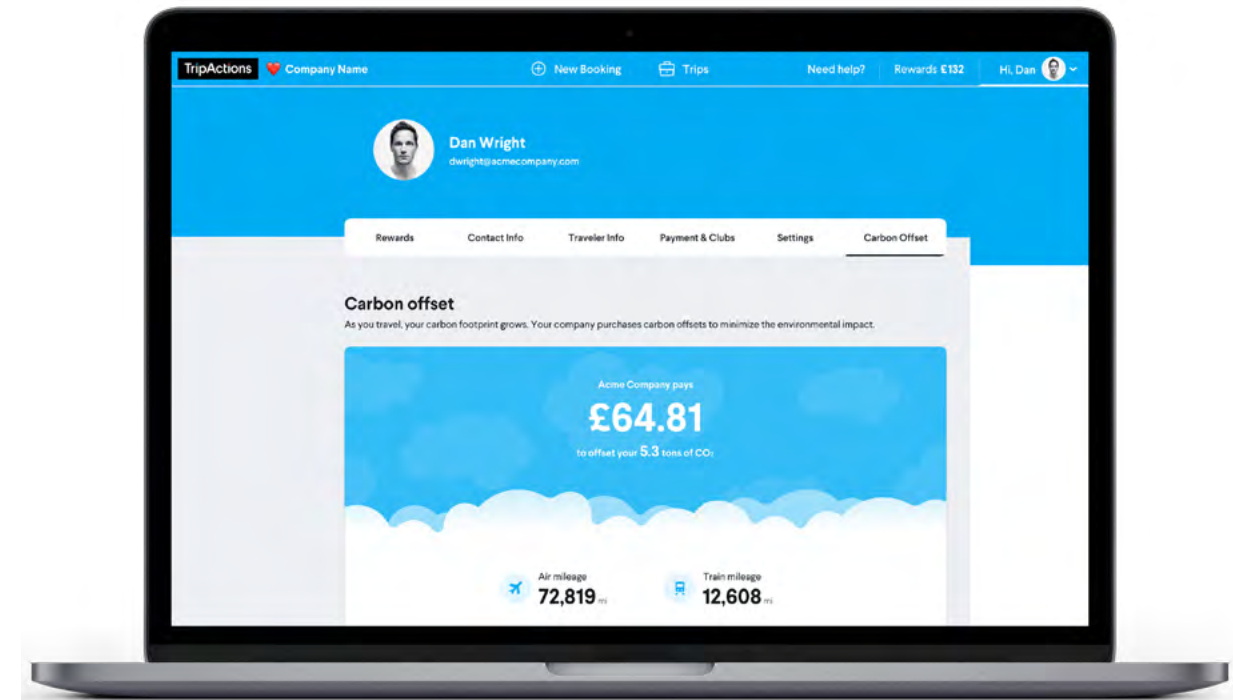 TripActions ❤️ Company Name New Booking Trips Need help? Rewards £132 Hi, Dan
Dan Wright
dwright@acmecompany.com
Rewards Contact Info Traveler Info Payment & Clubs Settings Carbon Offset
Carbon offset
As you travel, your carbon footprint grows. Your company purchases carbon offsets to minimize the environmental impact.
Acme Company pays
£64.81
to offset your 5.3 tons of CO₂
Air mileage Train mileage
72,819 mi 12,608 mi